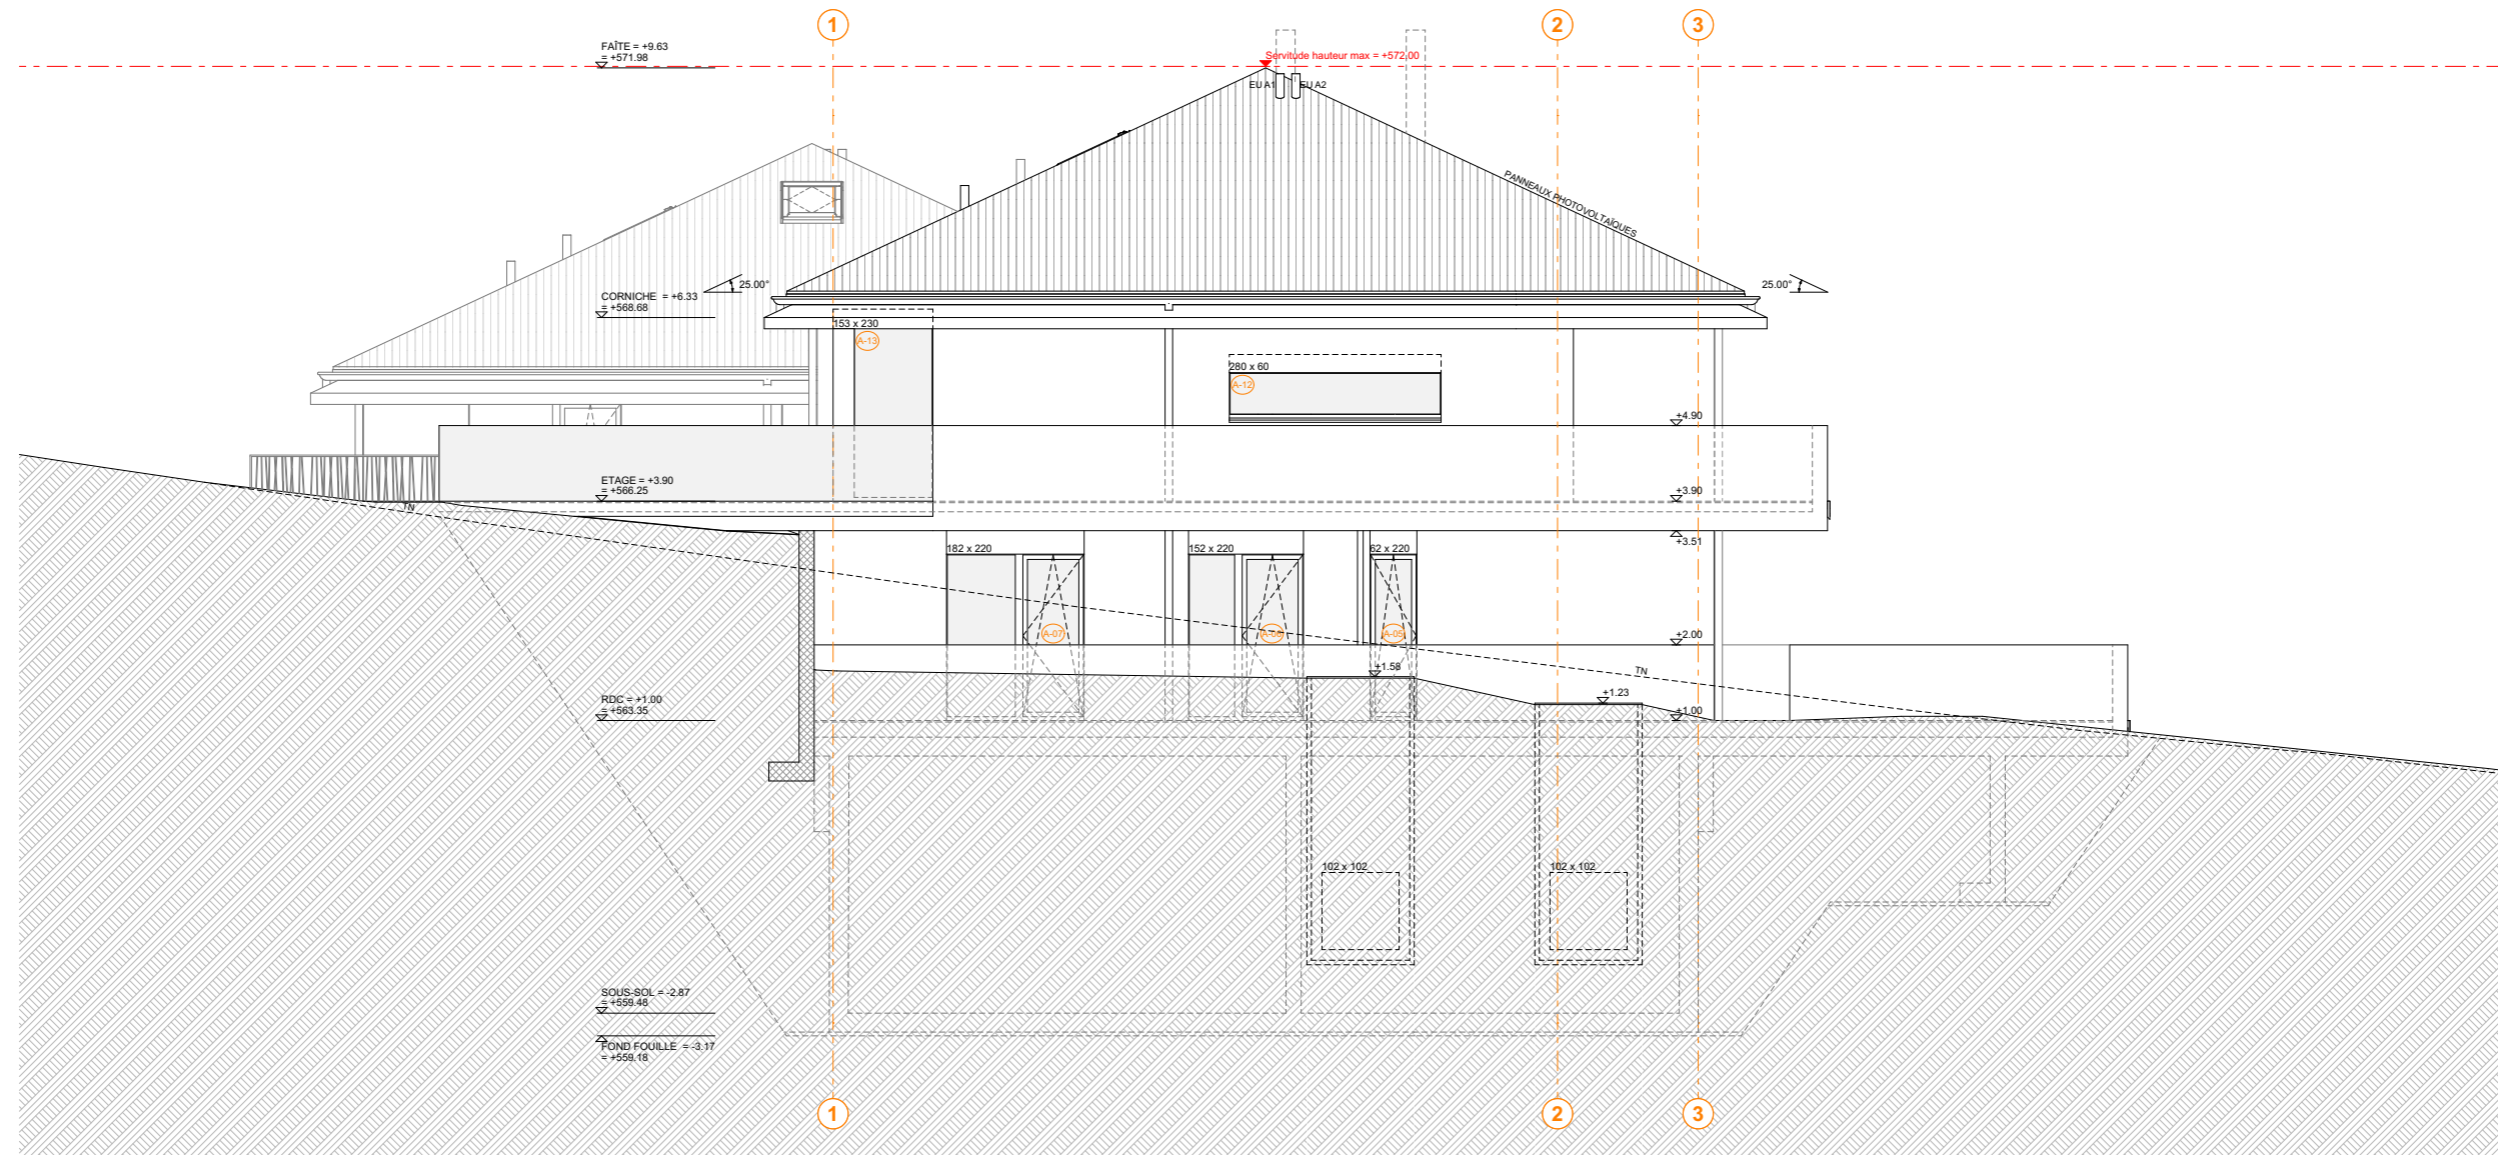 1
2
3
FAÎTE = +9.63
= +571.98
Servitude hauteur max = +572.00
EU A1
EU A2
PANNEAUX PHOTOVOLTAÏQUES
25.00°
25.00°
CORNICHE = +6.33
= +568.68
153 x 230
A-13
280 x 60
A-12
+4.90
ETAGE = +3.90
= +566.25
+3.90
TN
+3.51
182 x 220
152 x 220
62 x 220
A-07
A-06
A-05
+2.00
+1.58
TN
+1.23
RDC = +1.00
= +563.35
+1.00
102 x 102
102 x 102
SOUS-SOL = -2.87
= +559.48
FOND FOUILLE = -3.17
= +559.18
1
2
3